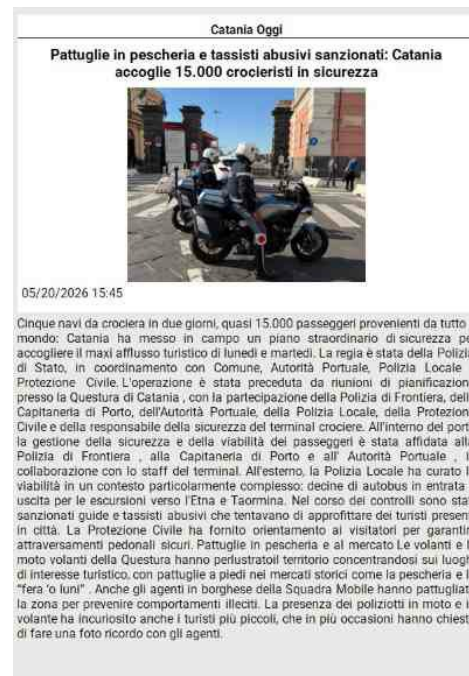 Catania Oggi
Pattuglie in pescheria e tassisti abusivi sanzionati: Catania
accoglie 15.000 crocieristi in sicurezza
05/20/2026 15:45
Cinque navi da crociera in due giorni, quasi 15.000 passeggeri provenienti da tutto
mondo: Catania ha messo in campo un piano straordinario di sicurezza pe
accogliere il maxi afflusso turistico di lunedì e martedì. La regia è stata della Polizi
di Stato, in coordinamento con Comune, Autorità Portuale, Polizia Locale
Protezione Civile. L'operazione è stata preceduta da riunioni di pianificazion
presso la Questura di Catania , con la partecipazione della Polizia di Frontiera, dell
Capitaneria di Porto, dell'Autorità Portuale, della Polizia Locale, della Protezion
Civile e della responsabile della sicurezza del terminal crociere. All'interno del port
la gestione della sicurezza e della viabilità dei passeggeri è stata affidata all
Polizia di Frontiera , alla Capitaneria di Porto e all' Autorità Portuale , i
collaborazione con lo staff del terminal. All'esterno, la Polizia Locale ha curato l
viabilità in un contesto particolarmente complesso: decine di autobus in entrata
uscita per le escursioni verso l'Etna e Taormina. Nel corso dei controlli sono stat
sanzionati guide e tassisti abusivi che tentavano di approfittare dei turisti present
in città. La Protezione Civile ha fornito orientamento ai visitatori per garanti
attraversamenti pedonali sicuri. Pattuglie in pescheria e al mercato Le volanti e l
moto volanti della Questura hanno perlustratoil territorio concentrandosi sui luogh
di interesse turistico, con pattuglie a piedi nei mercati storici come la pescheria e l
"fera 'o luni" . Anche gli agenti in borghese della Squadra Mobile hanno pattugliat
la zona per prevenire comportamenti illeciti. La presenza dei poliziotti in moto e i
volante ha incuriosito anche i turisti più piccoli, che in più occasioni hanno chiest
di fare una foto ricordo con gli agenti.